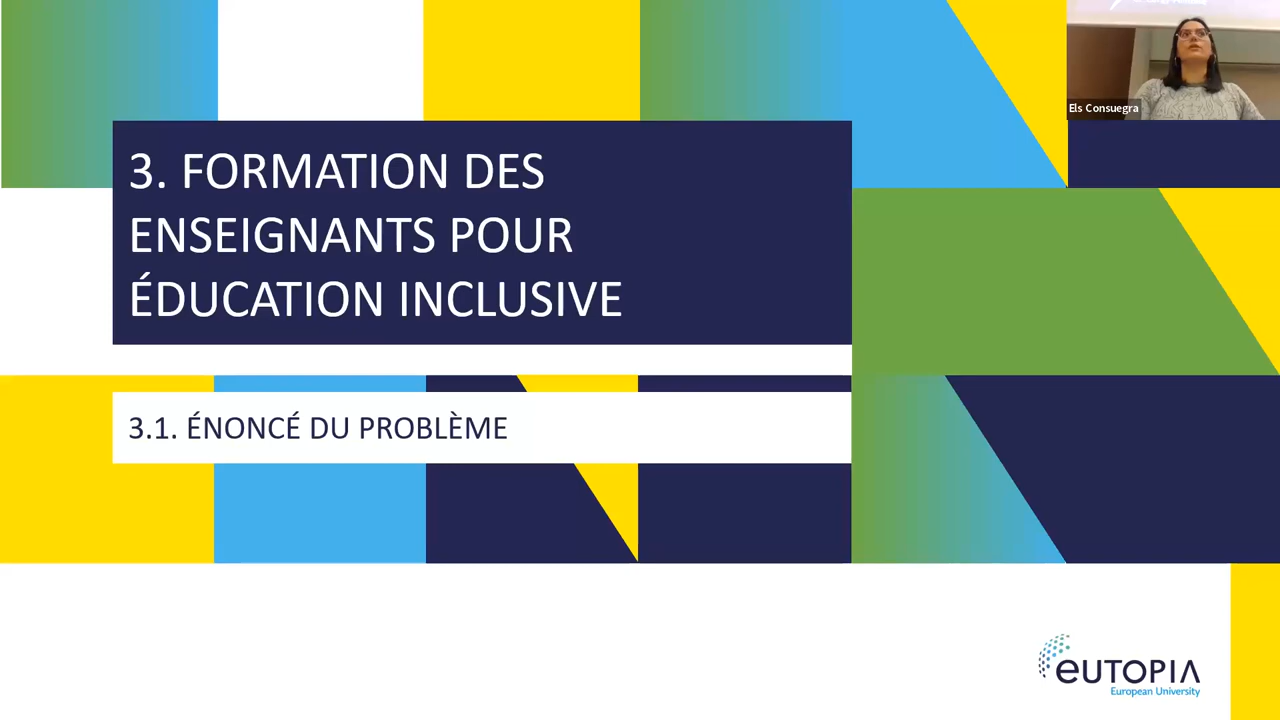 Els Consuegra
3. FORMATION DES
ENSEIGNANTS POUR
ÉDUCATION INCLUSIVE
3.1. ÉNONCÉ DU PROBLÈME
EUTOPIA
European University